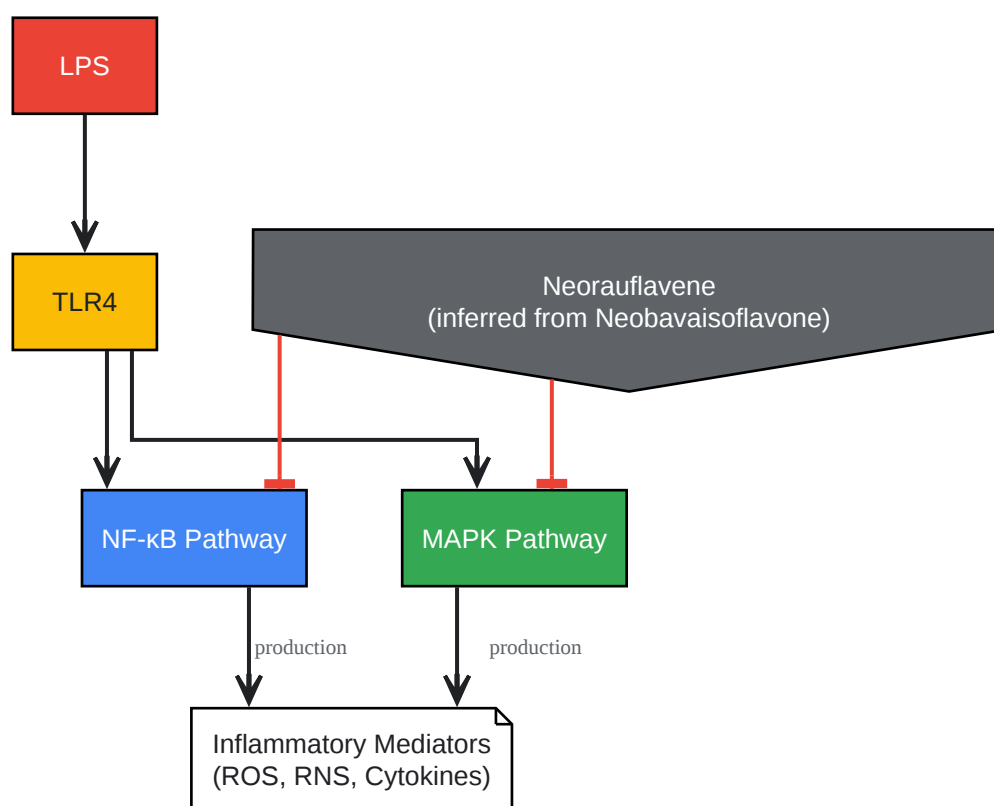 LPS
TLR4
Neorauflavene
(inferred from Neobavaisoflavone)
NF-κB Pathway
MAPK Pathway
production
production
Inflammatory Mediators
(ROS, RNS, Cytokines)